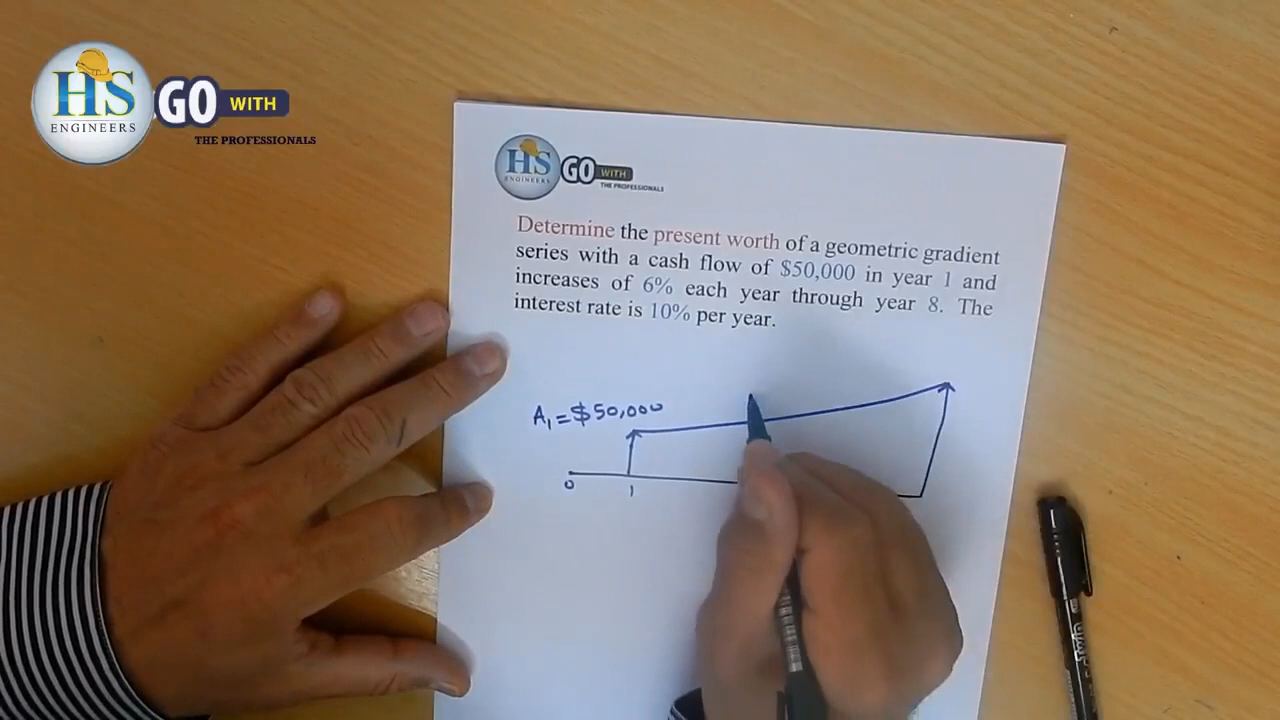 HS
ENGINEERS
GO WITH
THE PROFESSIONALS
HS
ENGINEERS
GO WITH
THE PROFESSIONALS
Determine the present worth of a geometric gradient
series with a cash flow of $50,000 in year 1 and
increases of 6% each year through year 8. The
interest rate is 10% per year.
A₁=$50,000
0 1